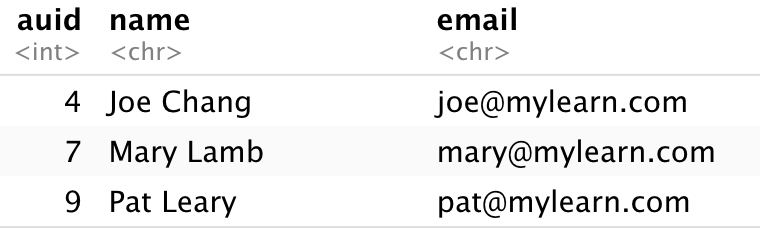 auid name email
<int> <chr> <chr>
4 Joe Chang joe@mylearn.com
7 Mary Lamb mary@mylearn.com
9 Pat Leary pat@mylearn.com